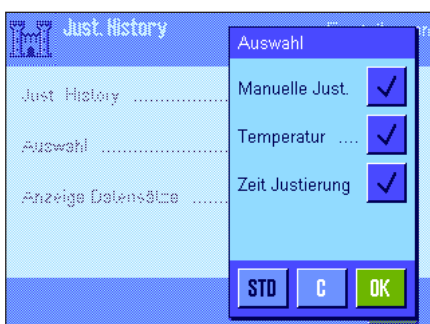 Just. History
Just. History ..............
Auswahl ..................
Anzeige Datensätze ......
Auswahl
Manuelle Just.
Temperatur ....
Zeit Justierung
STD C OK